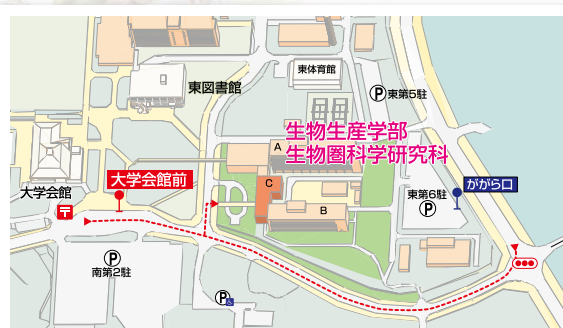 東体育館
東図書館
P 東第5駐
生物生産学部
生物圏科学研究科
A
大学会館前
C
ががら口
大学会館
〒
東第6駐
P
B
P
南第2駐
P